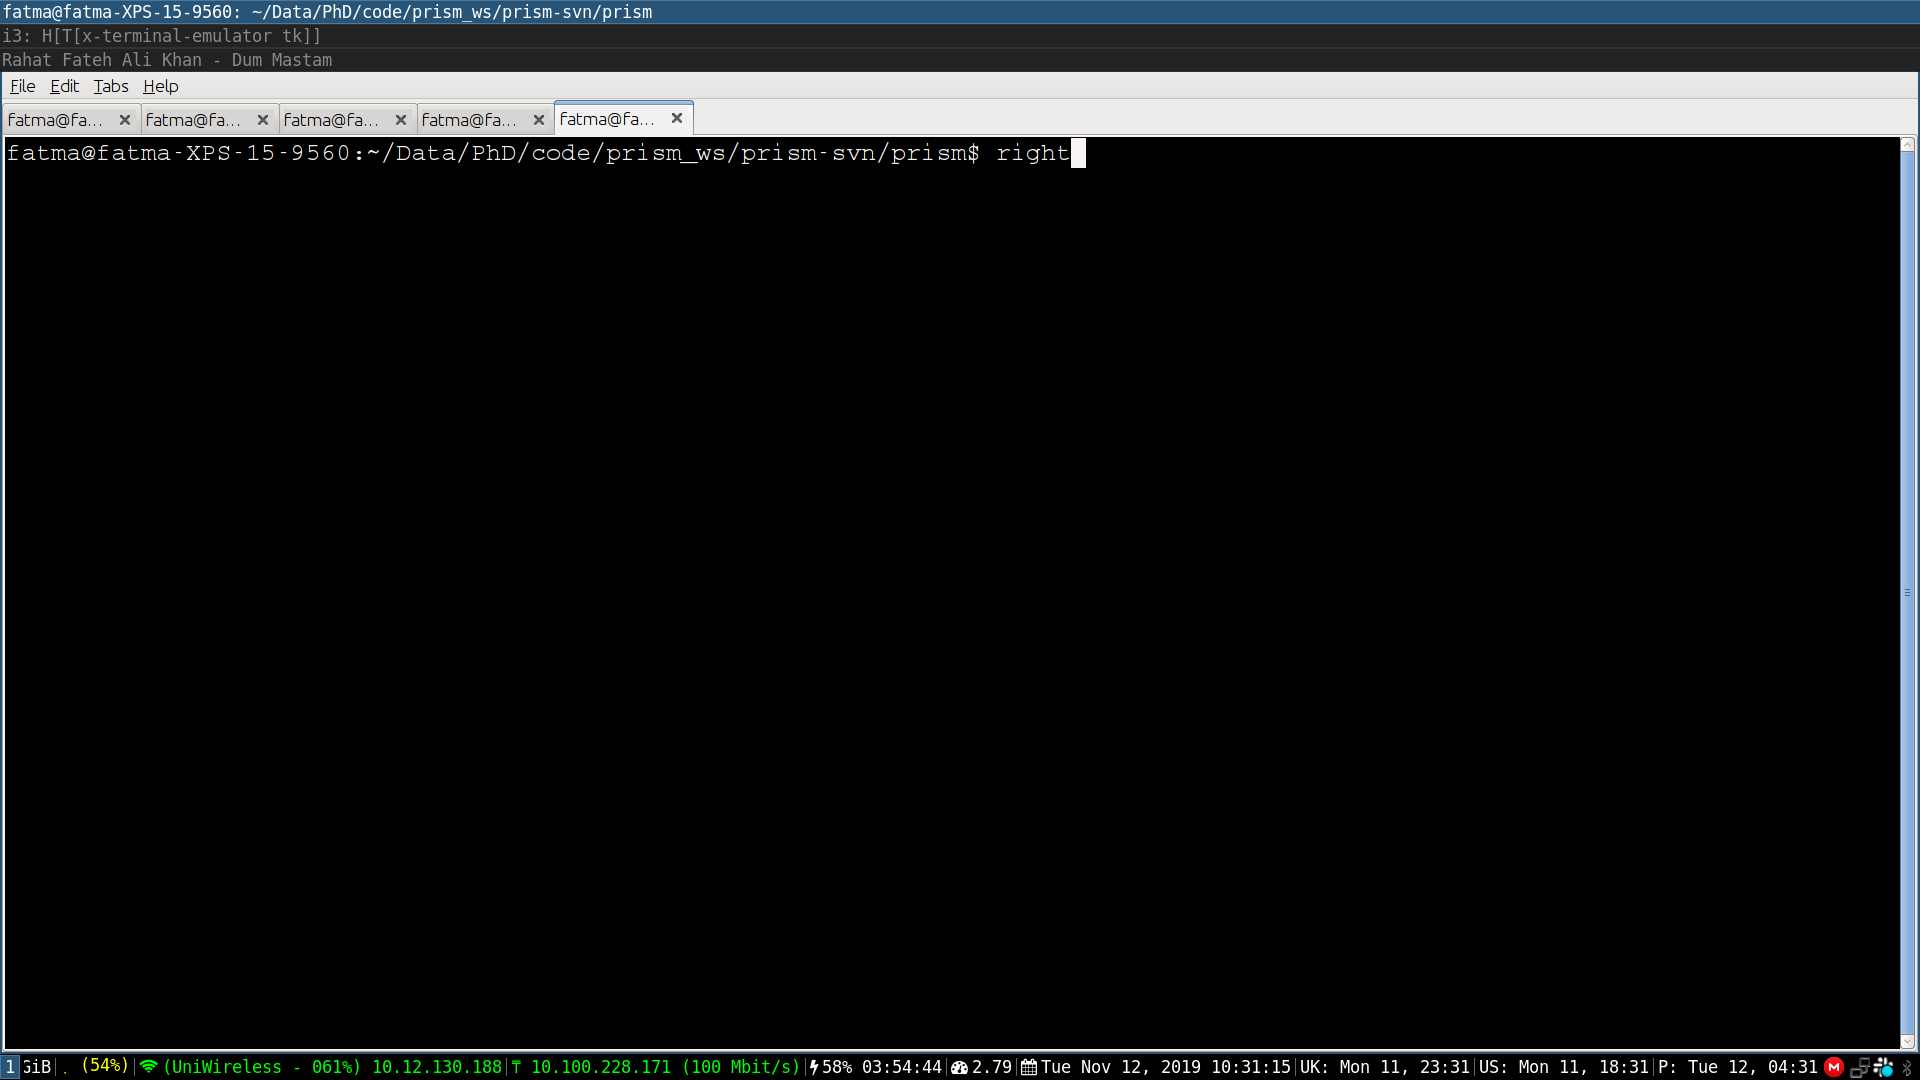 fatma@fatma-XPS-15-9560: ~/Data/PhD/code/prism_ws/prism-svn/prism
i3: H[T[x-terminal-emulator tk]]
Rahat Fateh Ali Khan - Dum Mastam
File Edit Tabs Help
fatma@fa... fatma@fa... fatma@fa... fatma@fa... fatma@fa...
fatma@fatma-XPS-15-9560:~/Data/PhD/code/prism_ws/prism-svn/prism$ right
1 GiB|. (54%)|(UniWireless - 061%) 10.12.130.188|T 10.100.228.171 (100 Mbit/s)|58% 03:54:44|2.79|Tue Nov 12, 2019 10:31:15|UK: Mon 11, 23:31|US: Mon 11, 18:31|P: Tue 12, 04:31 M